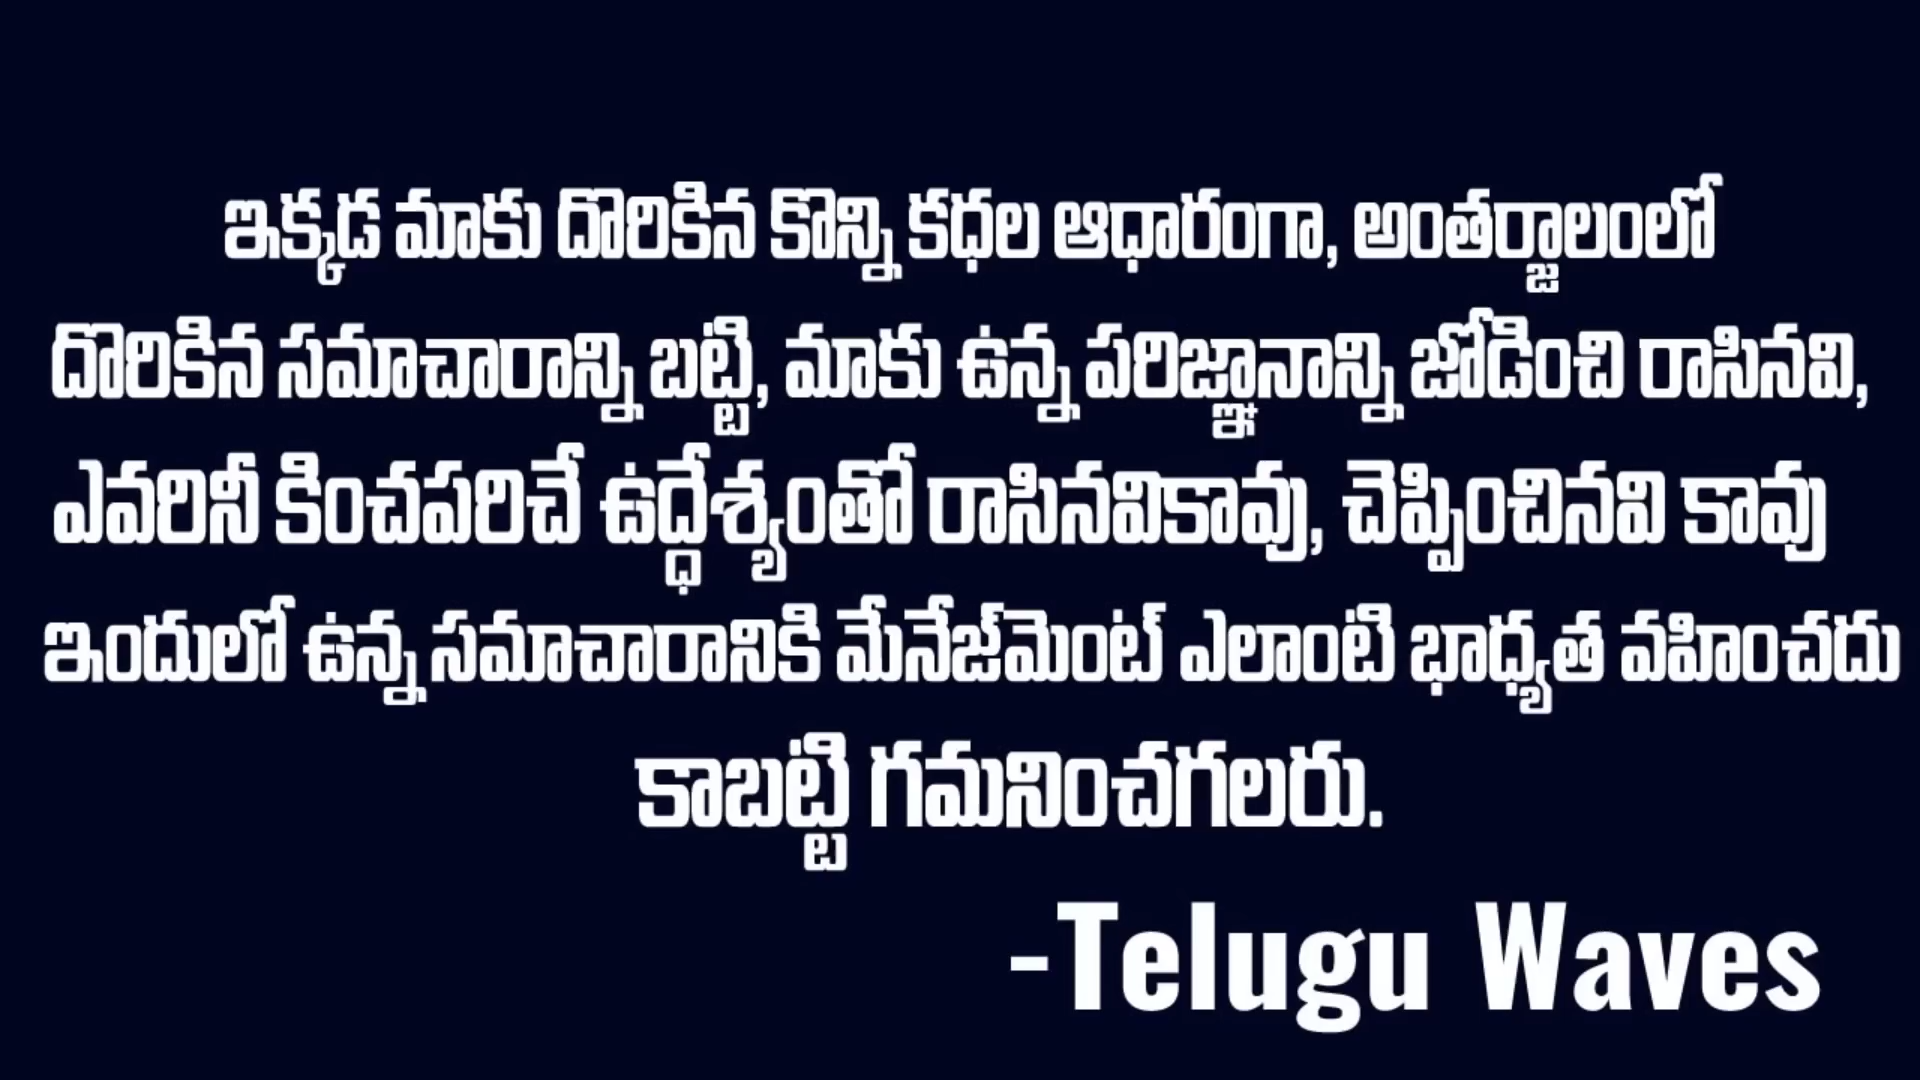 ఇక్కడ మాకు దొరికిన కొన్ని కధల ఆధారంగా, అంతర్జాలంలో
దొరికిన సమాచారాన్ని బట్టి, మాకు ఉన్న పరిజ్ఞానాన్ని జోడించి రాసినవి,
ఎవరినీ కించపరిచే ఉద్ధేశ్యంతో రాసినవికావు, చెప్పించినవి కావు
ఇందులో ఉన్న సమాచారానికి మేనేజ్‌మెంట్ ఎలాంటి భాధ్యత వహించదు
కాబట్టి గమనించగలరు.
-Telugu Waves